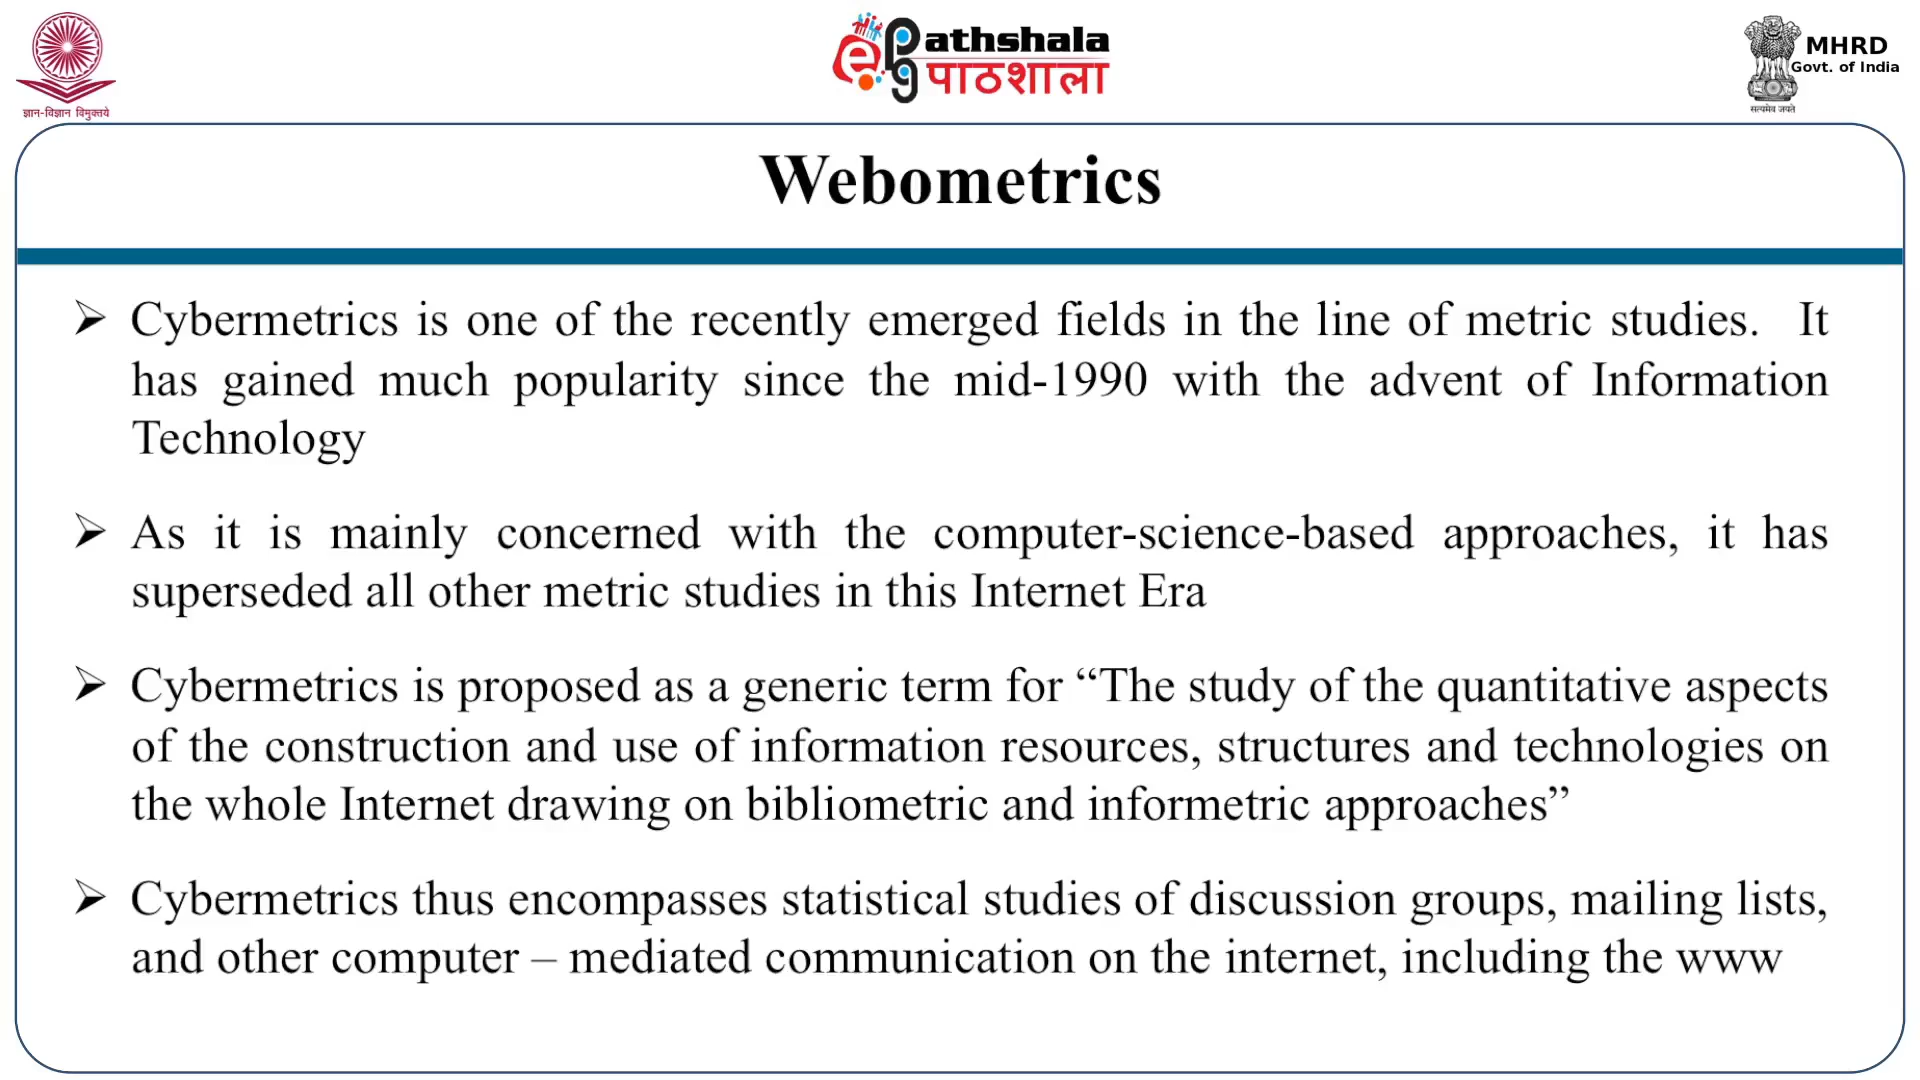 ज्ञान-विज्ञान विमुक्तये
ePG Pathshala
पाठशाला
MHRD
Govt. of India
सत्यमेव जयते
Webometrics
➢ Cybermetrics is one of the recently emerged fields in the line of metric studies. It
has gained much popularity since the mid-1990 with the advent of Information
Technology
➢ As it is mainly concerned with the computer-science-based approaches, it has
superseded all other metric studies in this Internet Era
➢ Cybermetrics is proposed as a generic term for “The study of the quantitative aspects
of the construction and use of information resources, structures and technologies on
the whole Internet drawing on bibliometric and informetric approaches”
➢ Cybermetrics thus encompasses statistical studies of discussion groups, mailing lists,
and other computer – mediated communication on the internet, including the www